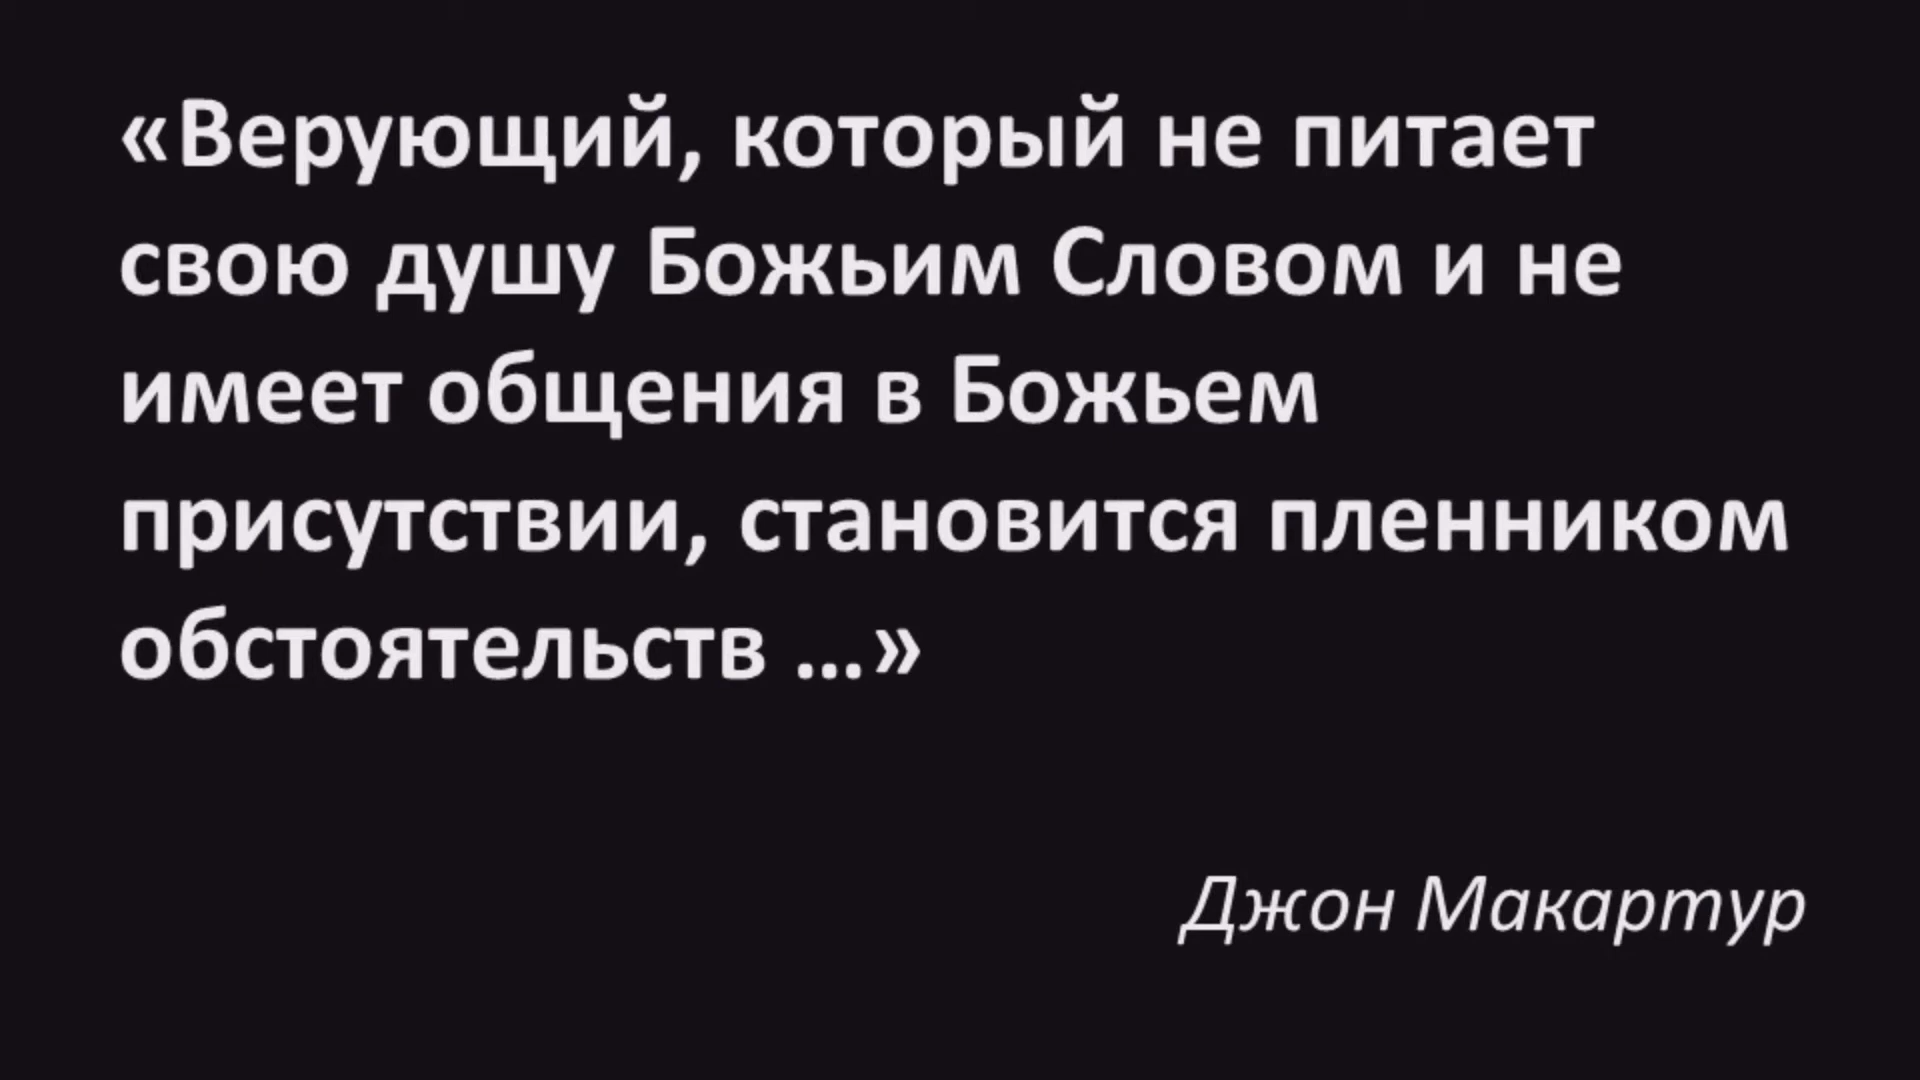 «Верующий, который не питает
свою душу Божьим Словом и не
имеет общения в Божьем
присутствии, становится пленником
обстоятельств ...»
Джон Макартур